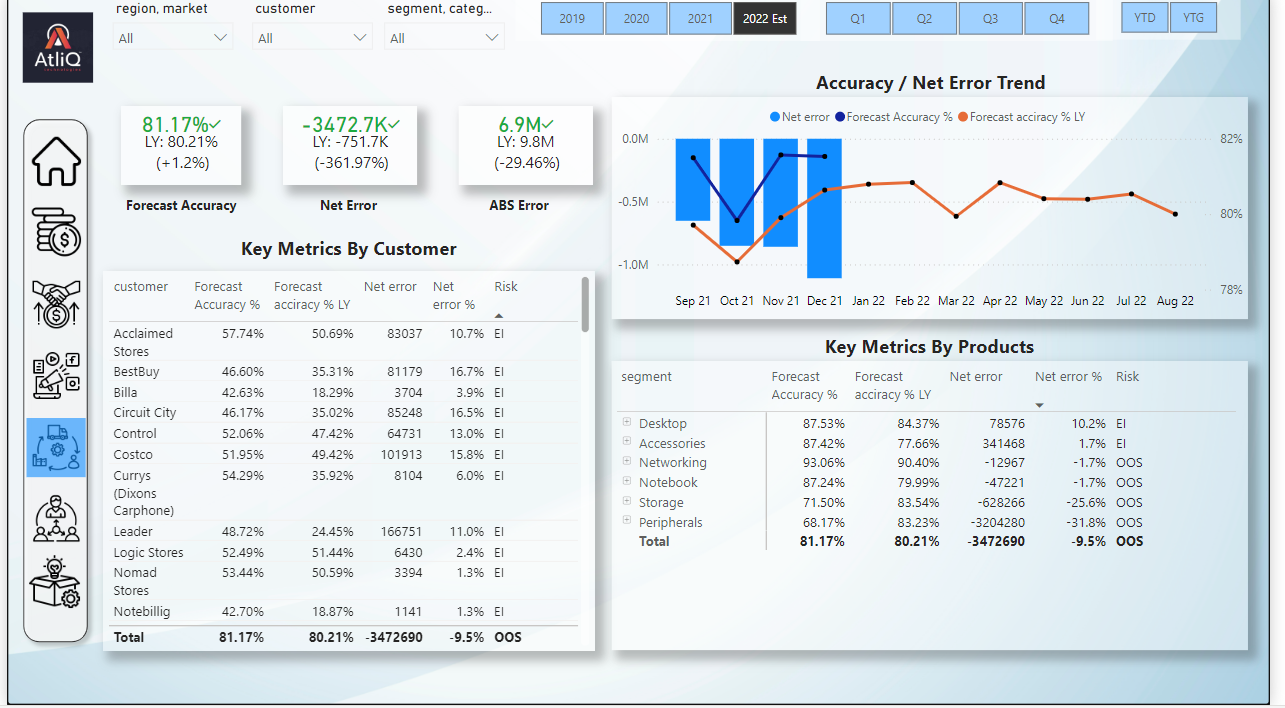 region, market
customer
segment, categ...
All
All
All
2019
2020
2021
2022 Est
Q1
Q2
Q3
Q4
YTD
YTG
AtliQ
technologies
81.17%
LY: 80.21%
(+1.2%)
Forecast Accuracy
-3472.7K
LY: -751.7K
(-361.97%)
Net Error
6.9M
LY: 9.8M
(-29.46%)
ABS Error
Accuracy / Net Error Trend
Net error Forecast Accuracy % Forecast acciracy % LY
0.0M
-0.5M
-1.0M
82%
80%
78%
Sep 21 Oct 21 Nov 21 Dec 21 Jan 22 Feb 22 Mar 22 Apr 22 May 22 Jun 22 Jul 22 Aug 22
Key Metrics By Customer
customer Forecast Accuracy % Forecast acciracy % LY Net error Net error % Risk
Acclaimed Stores 57.74% 50.69% 83037 10.7% EI
BestBuy 46.60% 35.31% 81179 16.7% EI
Billa 42.63% 18.29% 3704 3.9% EI
Circuit City 46.17% 35.02% 85248 16.5% EI
Control 52.06% 47.42% 64731 13.0% EI
Costco 51.95% 49.42% 101913 15.8% EI
Currys (Dixons Carphone) 54.29% 35.92% 8104 6.0% EI
Leader 48.72% 24.45% 166751 11.0% EI
Logic Stores 52.49% 51.44% 6430 2.4% EI
Nomad Stores 53.44% 50.59% 3394 1.3% EI
Notebillig 42.70% 18.87% 1141 1.3% EI
Total 81.17% 80.21% -3472690 -9.5% OOS
Key Metrics By Products
segment Forecast Accuracy % Forecast acciracy % LY Net error Net error % Risk
Desktop 87.53% 84.37% 78576 10.2% EI
Accessories 87.42% 77.66% 341468 1.7% EI
Networking 93.06% 90.40% -12967 -1.7% OOS
Notebook 87.24% 79.99% -47221 -1.7% OOS
Storage 71.50% 83.54% -628266 -25.6% OOS
Peripherals 68.17% 83.23% -3204280 -31.8% OOS
Total 81.17% 80.21% -3472690 -9.5% OOS